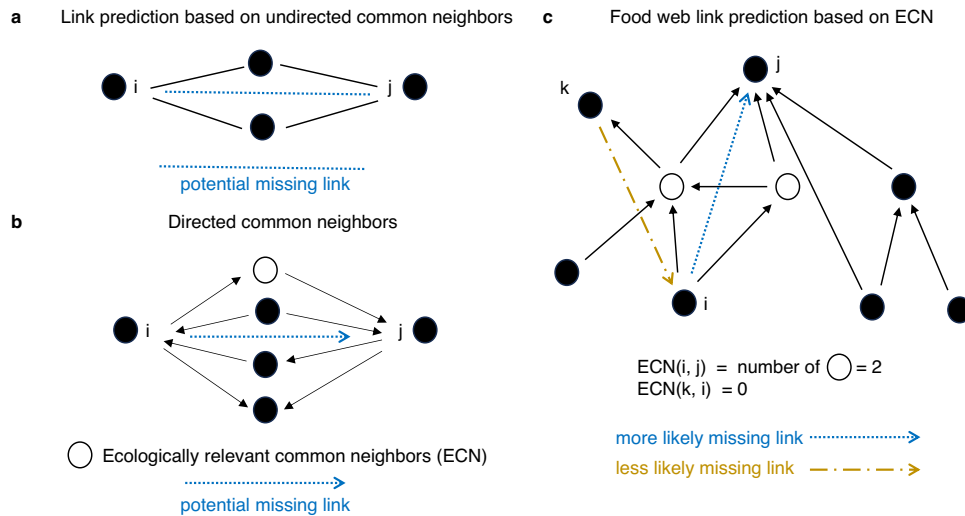 a Link prediction based on undirected common neighbors
i
j
potential missing link
b Directed common neighbors
i
j
Ecologically relevant common neighbors (ECN)
potential missing link
c Food web link prediction based on ECN
j
k
i
ECN(i, j) = number of = 2
ECN(k, i) = 0
more likely missing link
less likely missing link